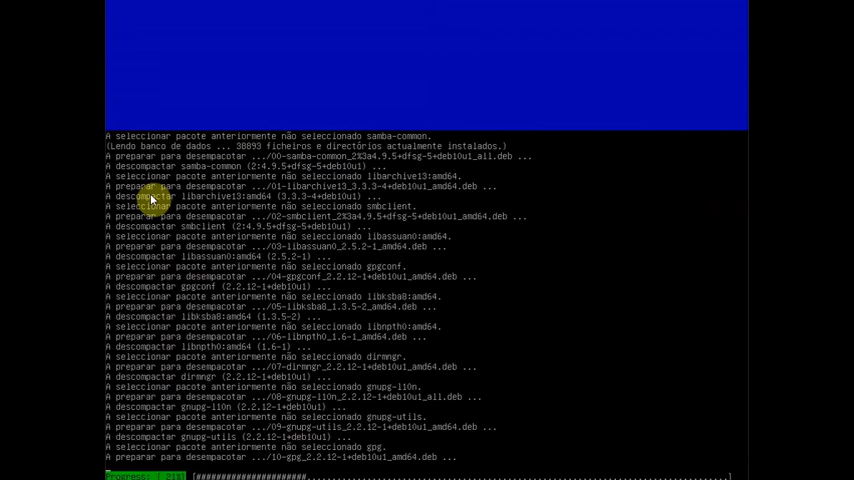 A seleccionar pacote anteriormente não seleccionado samba-common.
(Lendo banco de dados ... 38893 ficheiros e directórios actualmente instalados.)
A preparar para desempacotar .../00-samba-common_2%3a4.9.5+dfsg-5+deb10u1_all.deb ...
A descompactar samba-common (2:4.9.5+dfsg-5+deb10u1) ...
A seleccionar pacote anteriormente não seleccionado libarchive13:amd64.
A preparar para desempacotar .../01-libarchive13_3.3.3-4+deb10u1_amd64.deb ...
A descompactar libarchive13:amd64 (3.3.3-4+deb10u1) ...
A seleccionar pacote anteriormente não seleccionado smbclient.
A preparar para desempacotar .../02-smbclient_2%3a4.9.5+dfsg-5+deb10u1_amd64.deb ...
A descompactar smbclient (2:4.9.5+dfsg-5+deb10u1) ...
A seleccionar pacote anteriormente não seleccionado libassuan0:amd64.
A preparar para desempacotar .../03-libassuan0_2.5.2-1_amd64.deb ...
A descompactar libassuan0:amd64 (2.5.2-1) ...
A seleccionar pacote anteriormente não seleccionado gpgconf.
A preparar para desempacotar .../04-gpgconf_2.2.12-1+deb10u1_amd64.deb ...
A descompactar gpgconf (2.2.12-1+deb10u1) ...
A seleccionar pacote anteriormente não seleccionado libksba8:amd64.
A preparar para desempacotar .../05-libksba8_1.3.5-2_amd64.deb ...
A descompactar libksba8:amd64 (1.3.5-2) ...
A seleccionar pacote anteriormente não seleccionado libnpth0:amd64.
A preparar para desempacotar .../06-libnpth0_1.6-1_amd64.deb ...
A descompactar libnpth0:amd64 (1.6-1) ...
A seleccionar pacote anteriormente não seleccionado dirmngr.
A preparar para desempacotar .../07-dirmngr_2.2.12-1+deb10u1_amd64.deb ...
A descompactar dirmngr (2.2.12-1+deb10u1) ...
A seleccionar pacote anteriormente não seleccionado gnupg-l10n.
A preparar para desempacotar .../08-gnupg-l10n_2.2.12-1+deb10u1_all.deb ...
A descompactar gnupg-l10n (2.2.12-1+deb10u1) ...
A seleccionar pacote anteriormente não seleccionado gnupg-utils.
A preparar para desempacotar .../09-gnupg-utils_2.2.12-1+deb10u1_amd64.deb ...
A descompactar gnupg-utils (2.2.12-1+deb10u1) ...
A seleccionar pacote anteriormente não seleccionado gpg.
A preparar para desempacotar .../10-gpg_2.2.12-1+deb10u1_amd64.deb ...
Progress: [ 21%]